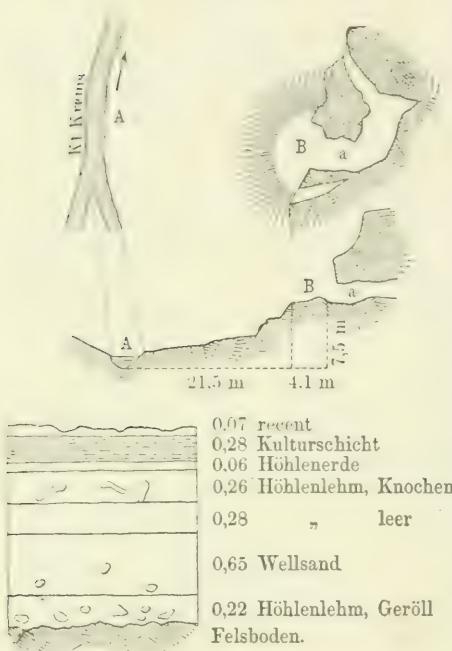 Kl Krems
A
B
a
B
a
A
7,5 m
21.5 m 4.1 m
0.07 recent
0,28 Kulturschicht
0.06 Höhlenerde
0,26 Höhlenlehm, Knochen
0,28 „ leer
0,65 Wellsand
0,22 Höhlenlehm, Geröll
Felsboden.